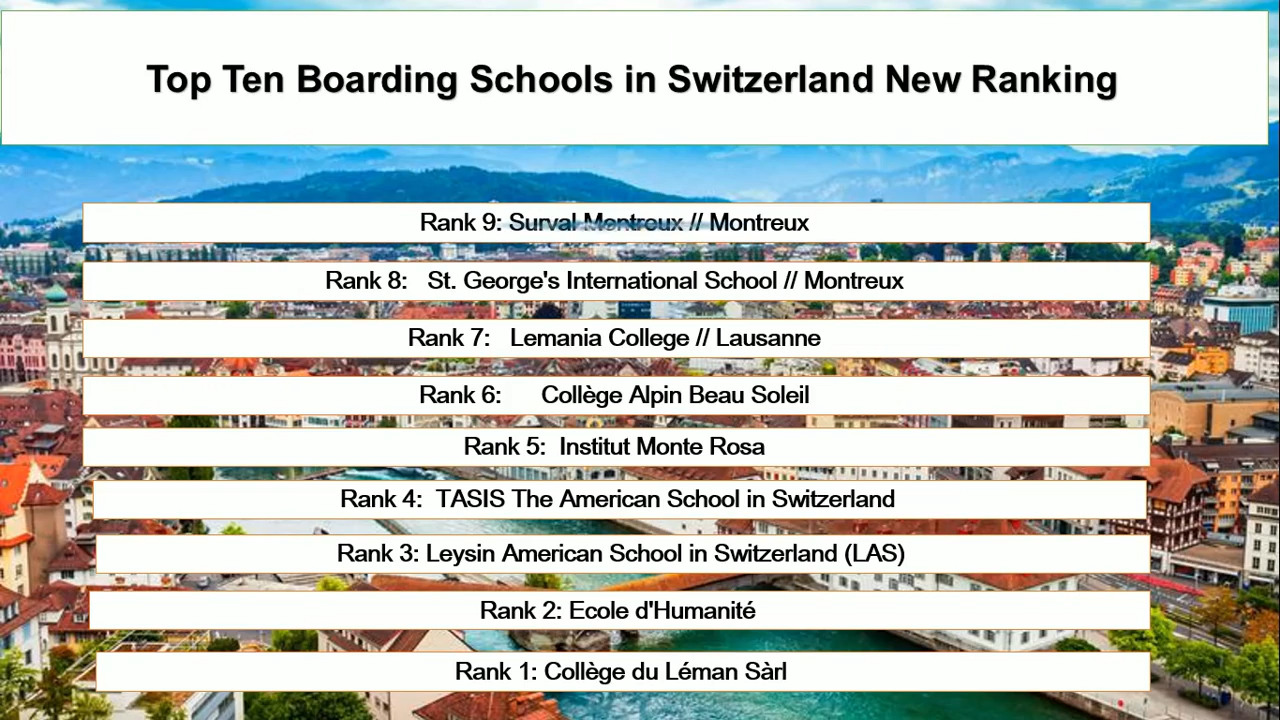 Top Ten Boarding Schools in Switzerland New Ranking
Rank 9: Surval Montreux // Montreux
Rank 8: St. George's International School // Montreux
Rank 7: Lemania College // Lausanne
Rank 6: Collège Alpin Beau Soleil
Rank 5: Institut Monte Rosa
Rank 4: TASIS The American School in Switzerland
Rank 3: Leysin American School in Switzerland (LAS)
Rank 2: Ecole d'Humanité
Rank 1: Collège du Léman Sàrl